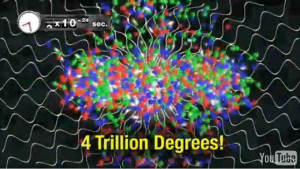 x10⁻²⁴ sec.
4 Trillion Degrees!
YouTube